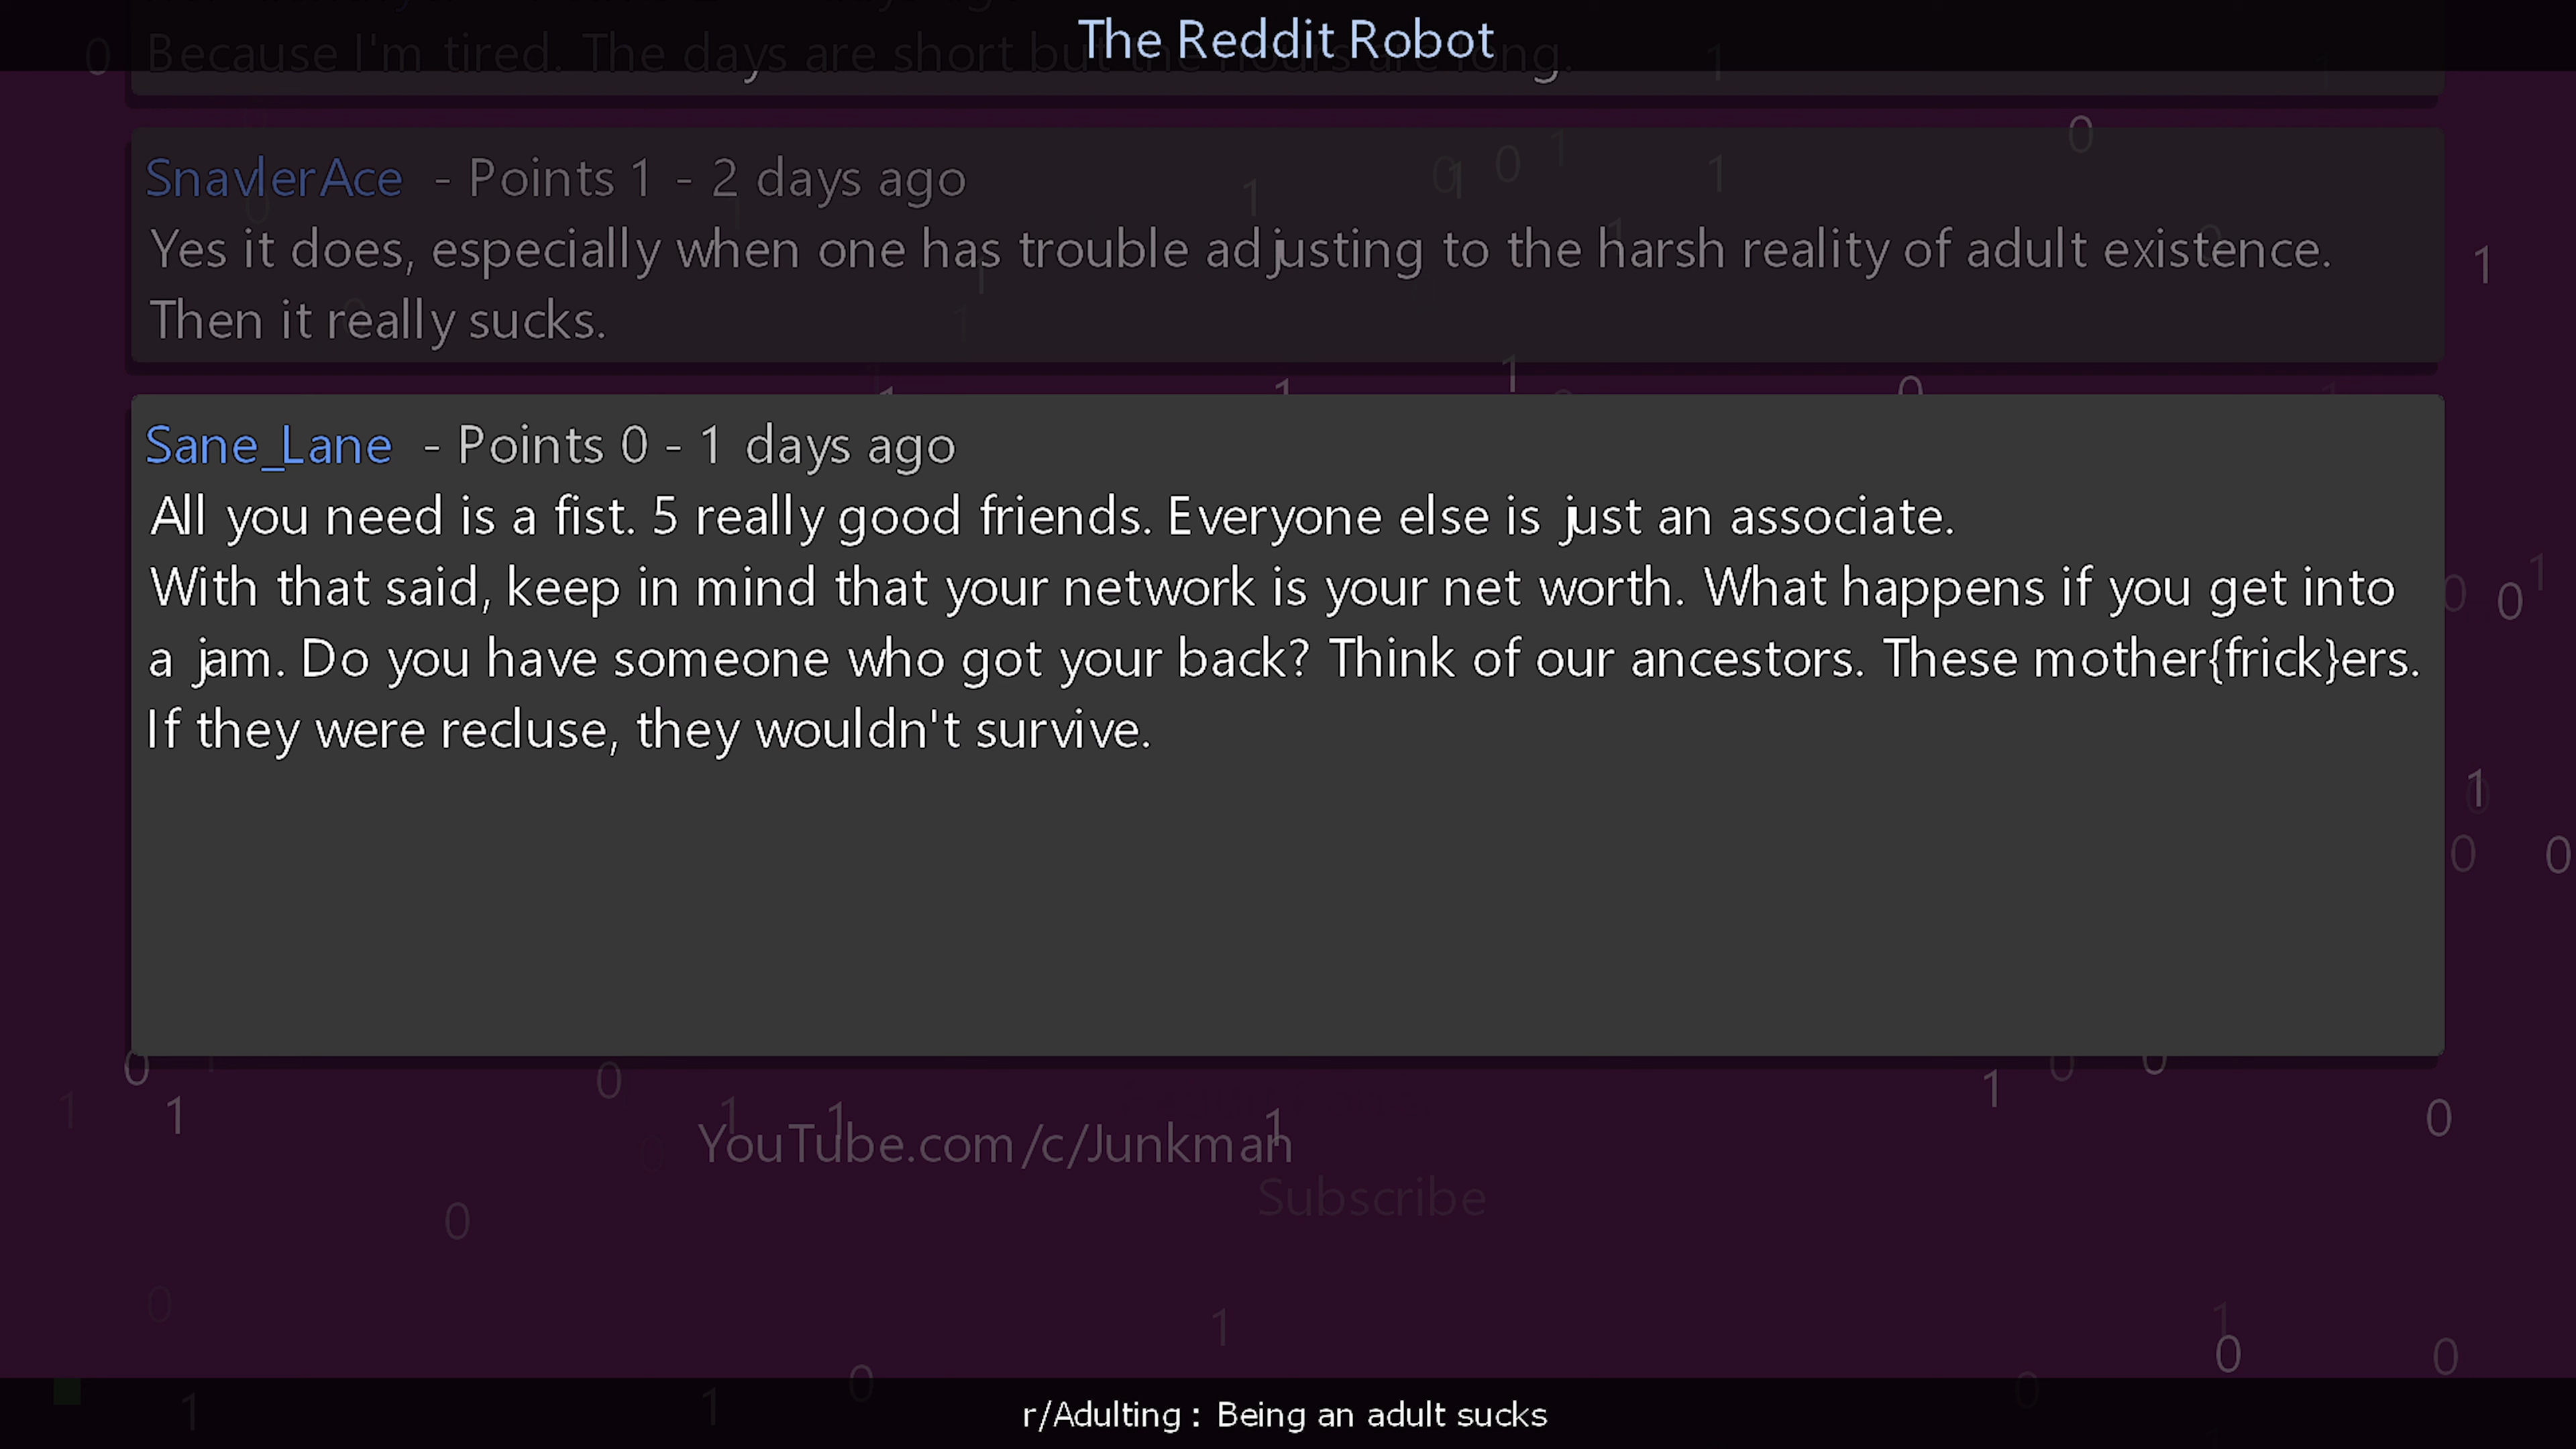 The Reddit Robot
Because I'm tired. The days are short but the hours are long.
SnavlerAce - Points 1 - 2 days ago
Yes it does, especially when one has trouble adjusting to the harsh reality of adult existence.
Then it really sucks.
Sane_Lane - Points 0 - 1 days ago
All you need is a fist. 5 really good friends. Everyone else is just an associate.
With that said, keep in mind that your network is your net worth. What happens if you get into
a jam. Do you have someone who got your back? Think of our ancestors. These mother{frick}ers.
If they were recluse, they wouldn't survive.
YouTube.com/c/Junkman
Subscribe
r/Adulting : Being an adult sucks